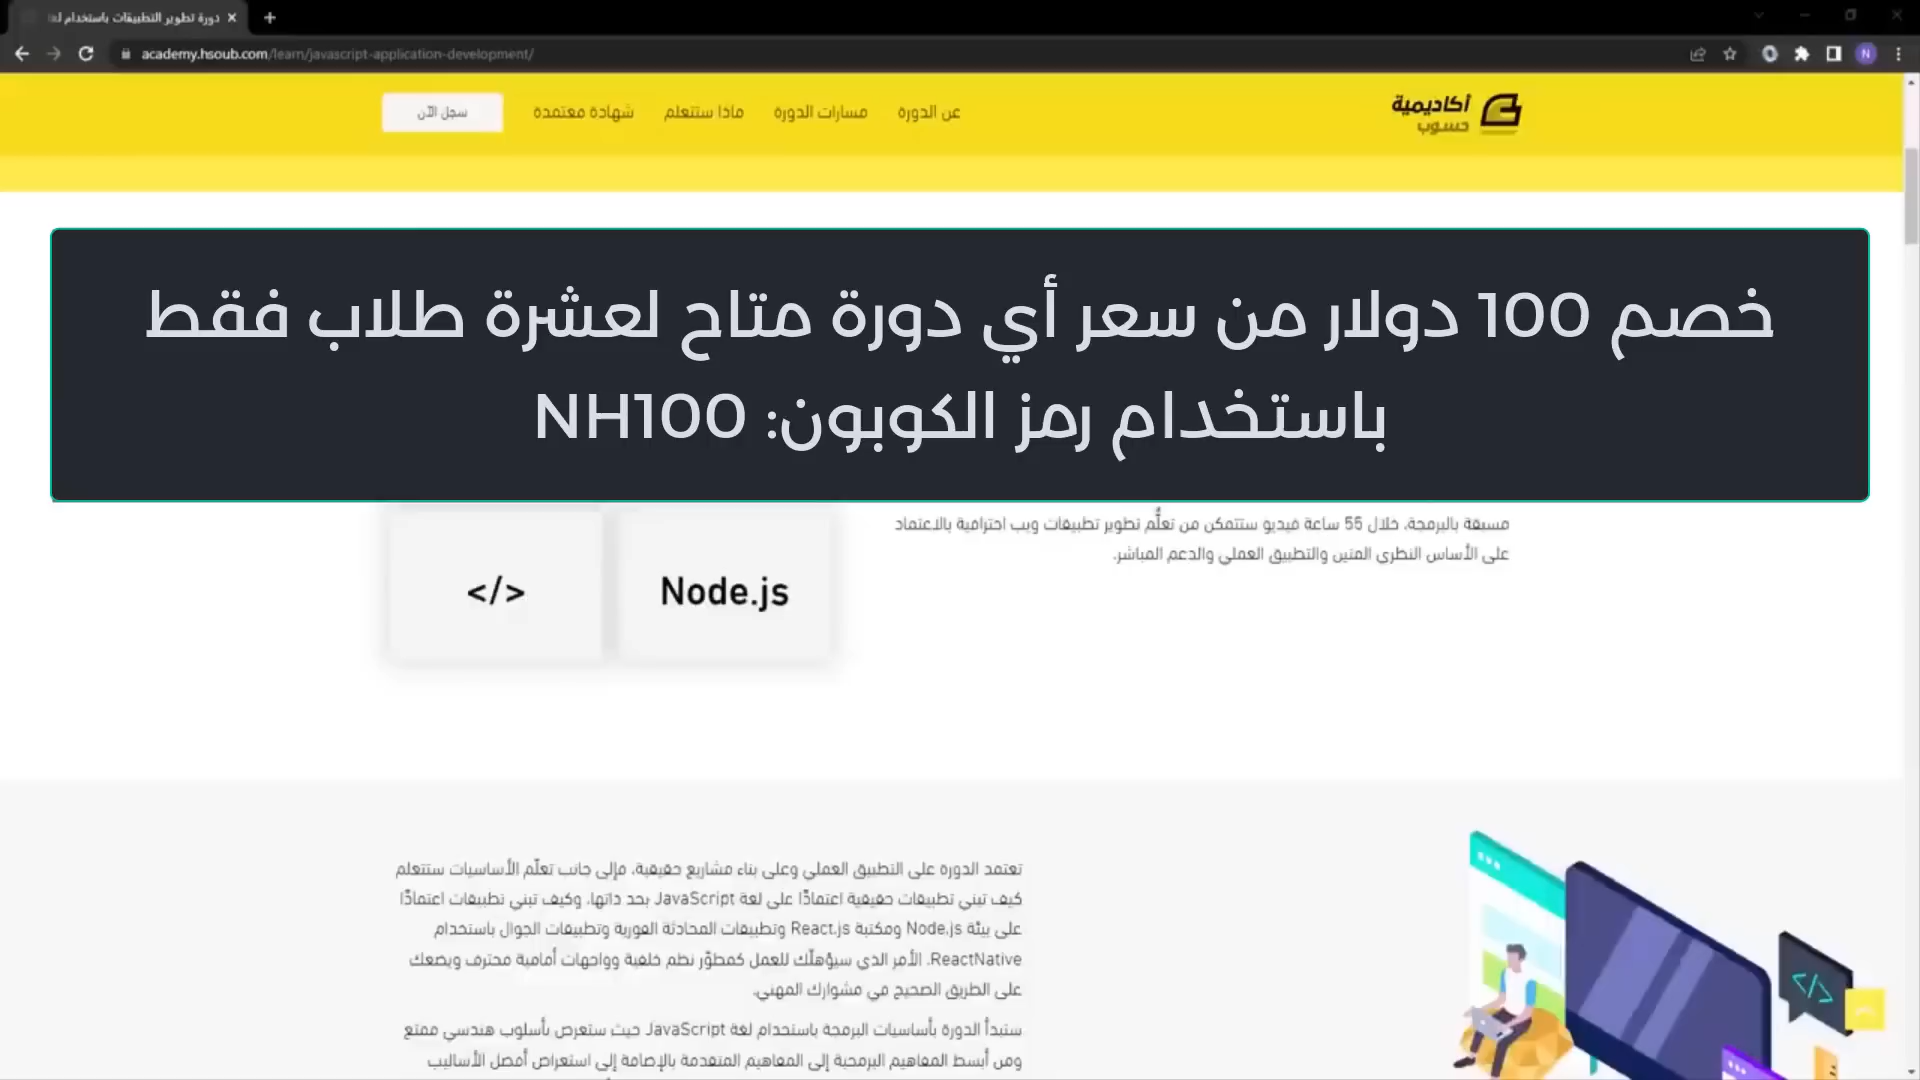 دورة تطوير التطبيقات باستخدام لغ
academy.hsoub.com/learn/javascript-application-development/
N
أكاديمية
حسوب
عن الدورة
مسارات الدورة
ماذا ستتعلم
شهادة معتمدة
سجل الآن
خصم 100 دولار من سعر أي دورة متاح لعشرة طلاب فقط
باستخدام رمز الكوبون: NH100
مسبقة بالبرمجة، خلال 55 ساعة فيديو ستتمكن من تعلُّم تطوير تطبيقات ويب احترافية بالاعتماد
على الأساس النظري المتين والتطبيق العملي والدعم المباشر.
Node.js
</>
تعتمد الدورة على التطبيق العملي وعلى بناء مشاريع حقيقية، فإلى جانب تعلّم الأساسيات ستتعلم
كيف تبني تطبيقات حقيقية اعتمادًا على لغة JavaScript بحد ذاتها، وكيف تبني تطبيقات اعتمادًا
على بيئة Node.js ومكتبة React.js وتطبيقات المحادثة الفورية وتطبيقات الجوال باستخدام
ReactNative. الأمر الذي سيؤهلّك للعمل كمطوّر نظم خلفية وواجهات أمامية محترف ويضعك
على الطريق الصحيح في مشوارك المهني.
ستبدأ الدورة بأساسيات البرمجة باستخدام لغة JavaScript حيث ستعرض بأسلوب هندسي ممتع
ومن أبسط المفاهيم البرمجية إلى المفاهيم المتقدمة بالإضافة إلى استعراض أفضل الأساليب
</>